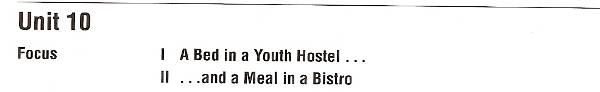 Unit 10
Focus I A Bed in a Youth Hostel . . .
II . . .and a Meal in a Bistro